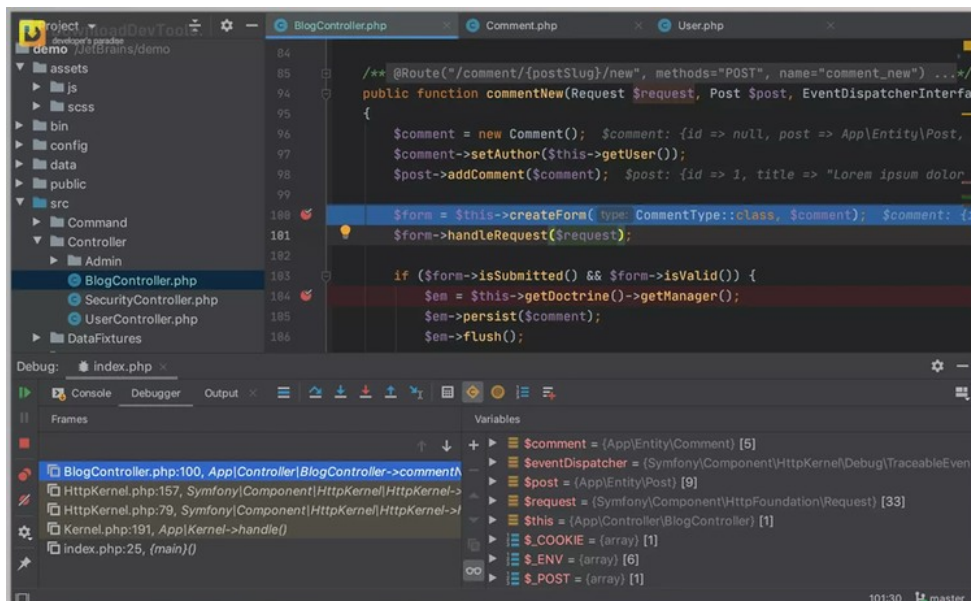 Project
DownloadDevTools.
developer's paradise
demo /JetBrains/demo
assets
js
scss
bin
config
data
public
src
Command
Controller
Admin
BlogController.php
SecurityController.php
UserController.php
DataFixtures
BlogController.php
Comment.php
User.php
84
85 /** @Route("/comment/{postSlug}/new", methods="POST", name="comment_new") ...*/
94 public function commentNew(Request $request, Post $post, EventDispatcherInterfa
95 {
96 $comment = new Comment(); $comment: {id => null, post => App\Entity\Post,
97 $comment->setAuthor($this->getUser());
98 $post->addComment($comment); $post: {id => 1, title => "Lorem ipsum dolor
99
100 $form = $this->createForm( type: CommentType::class, $comment); $comment: {
101 $form->handleRequest($request);
102
103 if ($form->isSubmitted() && $form->isValid()) {
104 $em = $this->getDoctrine()->getManager();
105 $em->persist($comment);
106 $em->flush();
Debug: index.php
Console Debugger Output
Frames
BlogController.php:100, App|Controller|BlogController->commentN
HttpKernel.php:157, Symfony|Component|HttpKernel|HttpKernel->
HttpKernel.php:79, Symfony|Component|HttpKernel|HttpKernel->h
Kernel.php:191, App|Kernel->handle()
index.php:25, {main}()
Variables
$comment = {App\Entity\Comment} [5]
$eventDispatcher = {Symfony\Component\HttpKernel\Debug\TraceableEven
$post = {App\Entity\Post} [9]
$request = {Symfony\Component\HttpFoundation\Request} [33]
$this = {App\Controller\BlogController} [1]
$_COOKIE = {array} [1]
$_ENV = {array} [6]
$_POST = {array} [1]
101:30 master